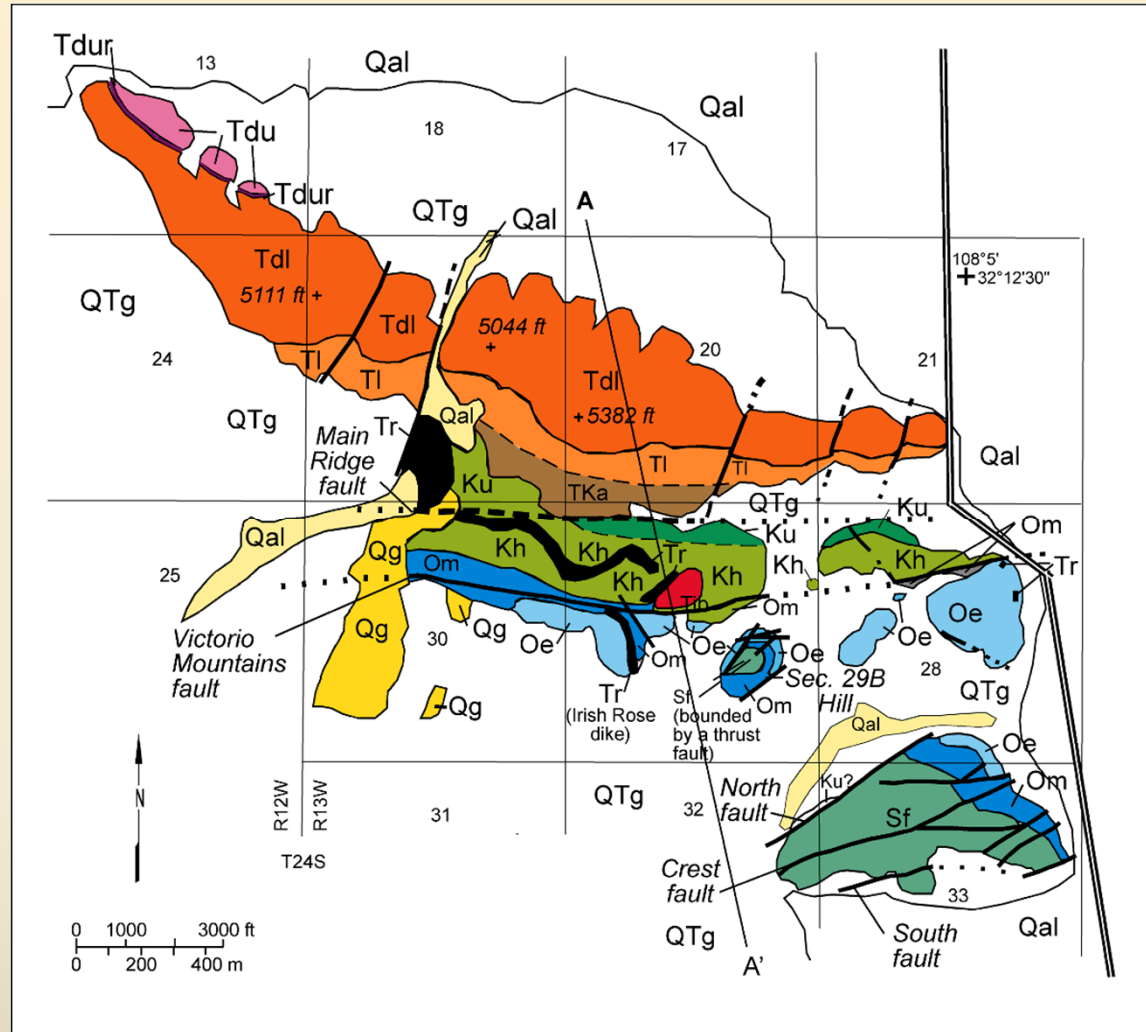 Tdur
13
Qal
Qal
18
17
Tdu
Tdur
QTg
Qal
A
Tdl
5111 ft +
QTg
108°5'
+ 32°12'30"
Tdl
5044 ft
+
24
20
21
Tl
Tl
Tdl
+ 5382 ft
QTg
Qal
Tr
Main
Ridge
fault
Tl
Tl
Qal
Ku
TKa
QTg
Ku
Om
Ku
Qal
Qg
Kh
Kh
Tr
Kh
Kh
Kh
Kh
Tr
25
Om
Tip
Om
Oe
Qg
Qg
30
Oe
Om
Oe
Oe
Oe
28
Victorio
Mountains
fault
Sec. 29B
Hill
Om
QTg
Qg
Tr
(Irish Rose
dike)
Sf
(bounded
by a thrust
fault)
Qal
Oe
Om
North
fault
Ku?
QTg
32
Sf
N
R12W
R13W
31
T24S
Crest
fault
33
QTg
South
fault
Qal
A'
0 1000 3000 ft
0 200 400 m